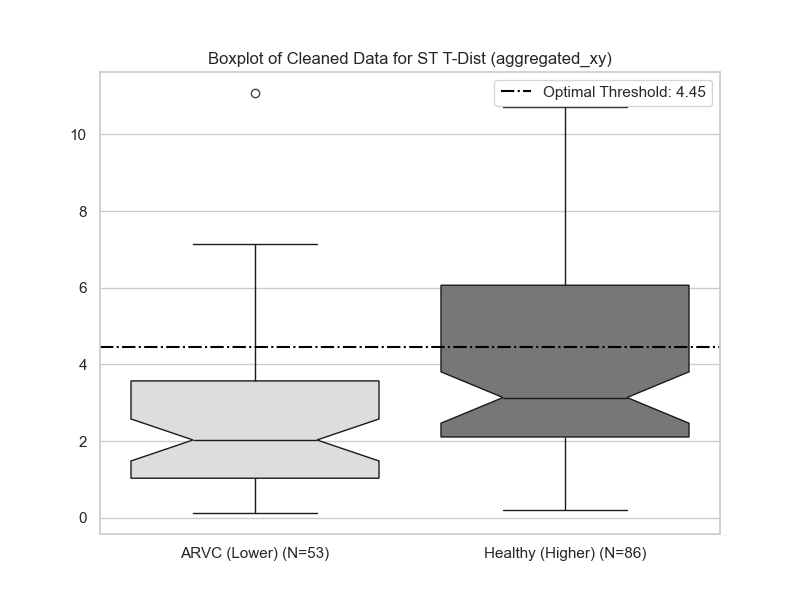 Boxplot of Cleaned Data for ST T-Dist (aggregated_xy)
Optimal Threshold: 4.45
10
8
6
4
2
0
ARVC (Lower) (N=53)
Healthy (Higher) (N=86)